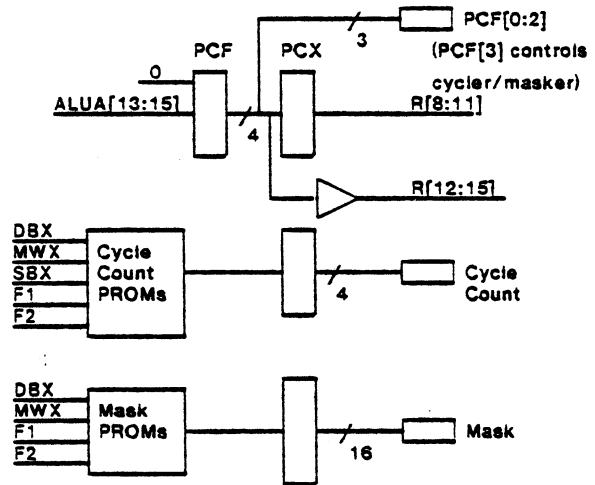 PCF[0:2]
3
PCF
PCX
(PCF[3] controls
cycler/masker)
0
ALUA[13:15]
4
R[8:11]
R[12:15]
DBX
MWX
SBX
F1
F2
Cycle
Count
PROMs
4
Cycle
Count
DBX
MWX
F1
F2
Mask
PROMs
16
Mask